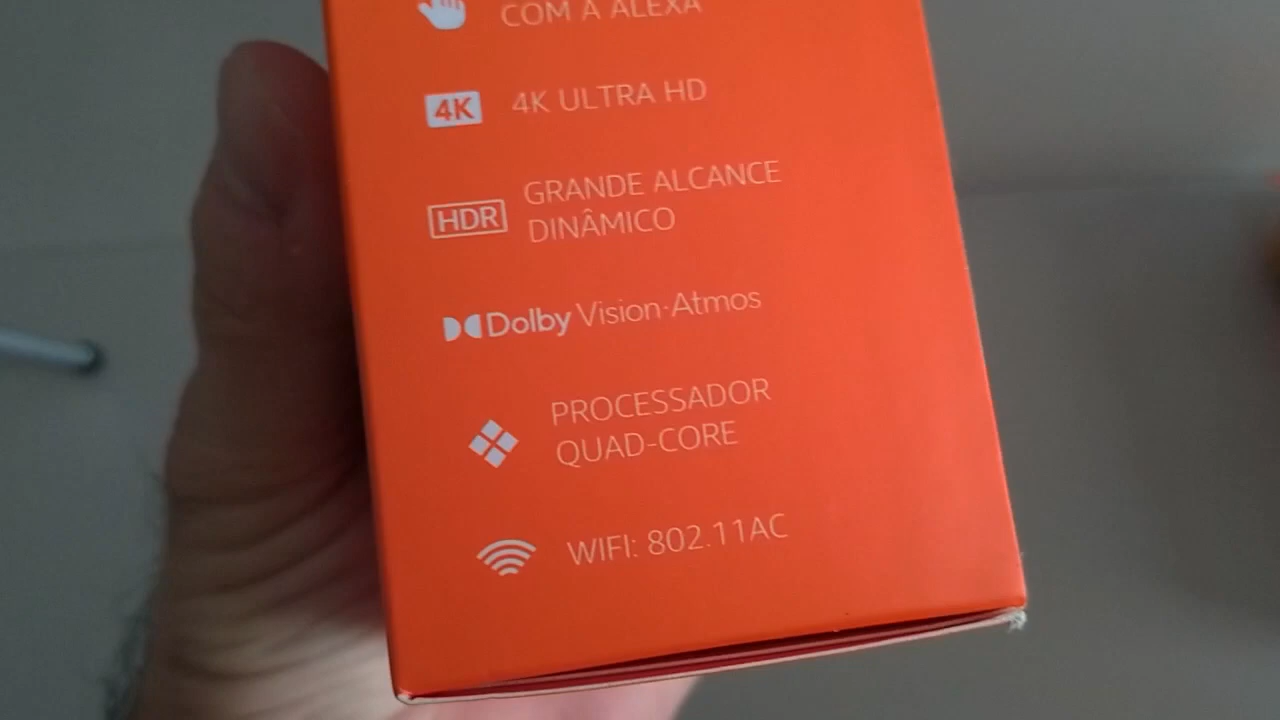 COM A ALEXA
4K
4K ULTRA HD
HDR
GRANDE ALCANCE
DINÂMICO
Dolby Vision·Atmos
PROCESSADOR
QUAD-CORE
WIFI: 802.11AC